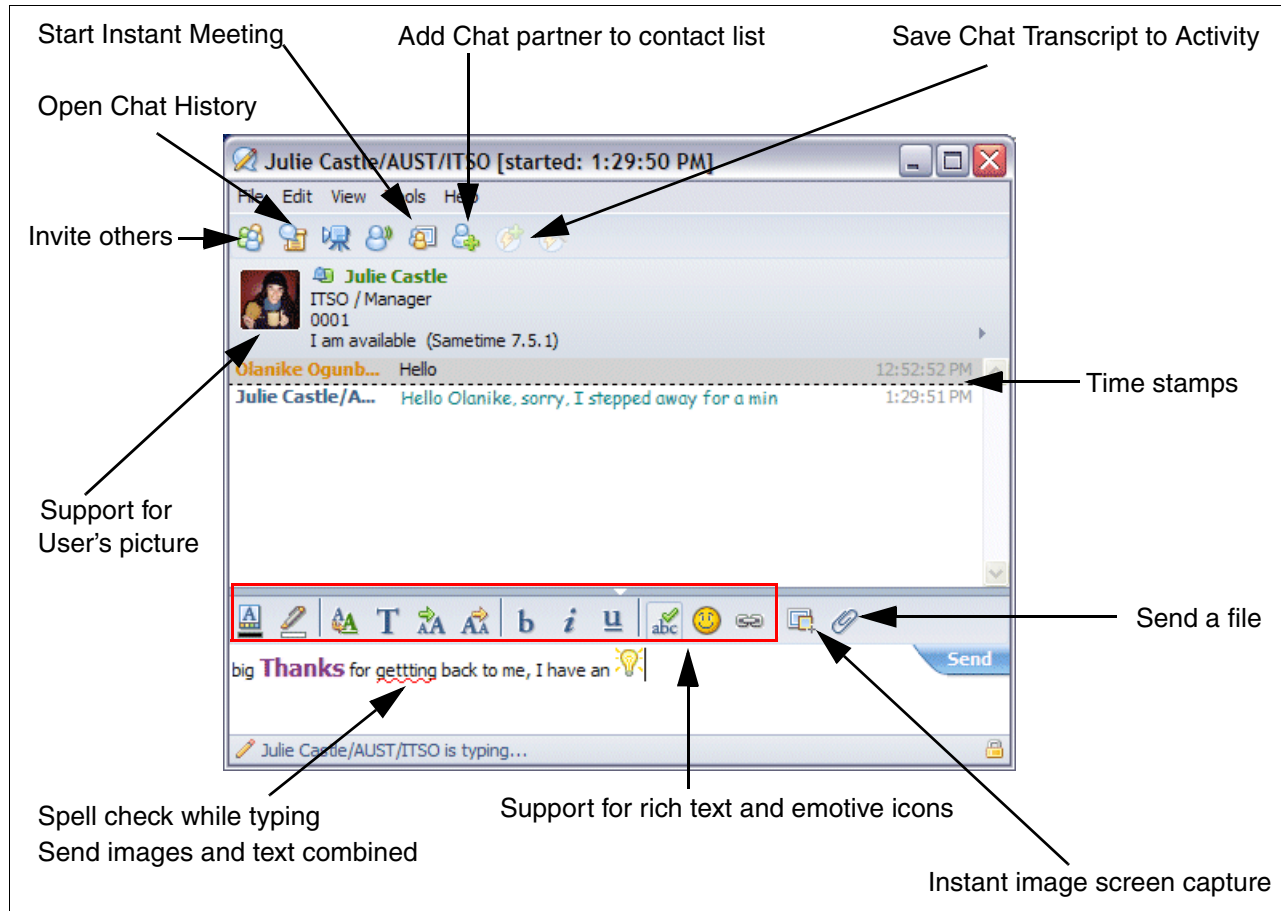 Start Instant Meeting
Add Chat partner to contact list
Save Chat Transcript to Activity
Open Chat History
Julie Castle/AUST/ITSO [started: 1:29:50 PM]
File Edit View Tools Help
Invite others
Julie Castle
ITSO / Manager
0001
I am available (Sametime 7.5.1)
Olanike Ogunb... Hello 12:52:52 PM
Time stamps
Julie Castle/A... Hello Olanike, sorry, I stepped away for a min 1:29:51 PM
Support for
User's picture
A A A T A A A A b i u abc
Send a file
big Thanks for gettting back to me, I have an
Send
Julie Castle/AUST/ITSO is typing...
Support for rich text and emotive icons
Spell check while typing
Send images and text combined
Instant image screen capture